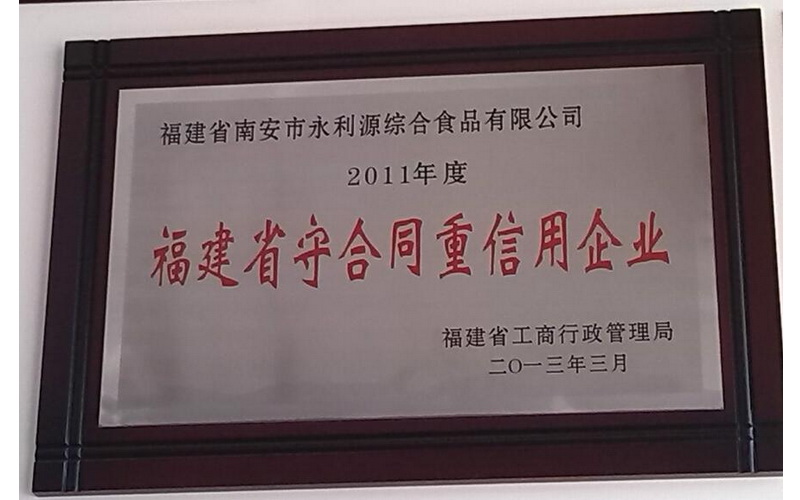 福建省南安市永利源综合食品有限公司
2011年度
福建省守合同重信用企业
福建省工商行政管理局
二〇一三年三月